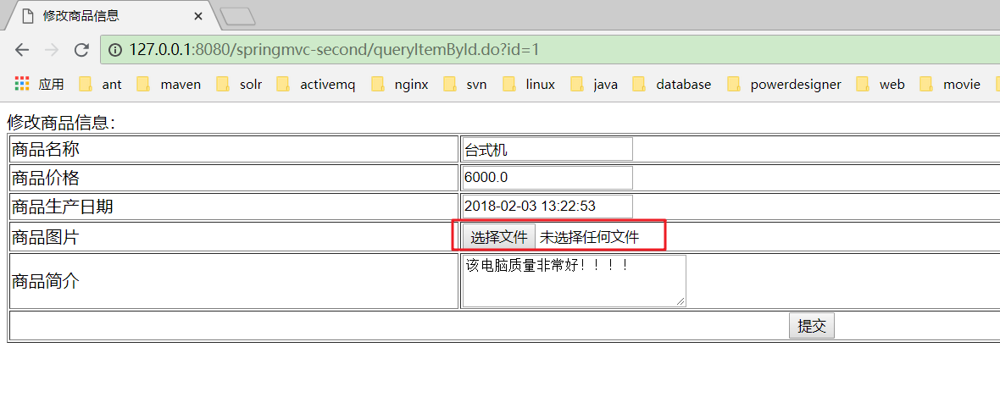 修改商品信息
127.0.0.1:8080/springmvc-second/queryItemById.do?id=1
应用 ant maven solr activemq nginx svn linux java database powerdesigner web movie
修改商品信息:
商品名称 台式机
商品价格 6000.0
商品生产日期 2018-02-03 13:22:53
商品图片 选择文件 未选择任何文件
商品简介 该电脑质量非常好！！！！
提交